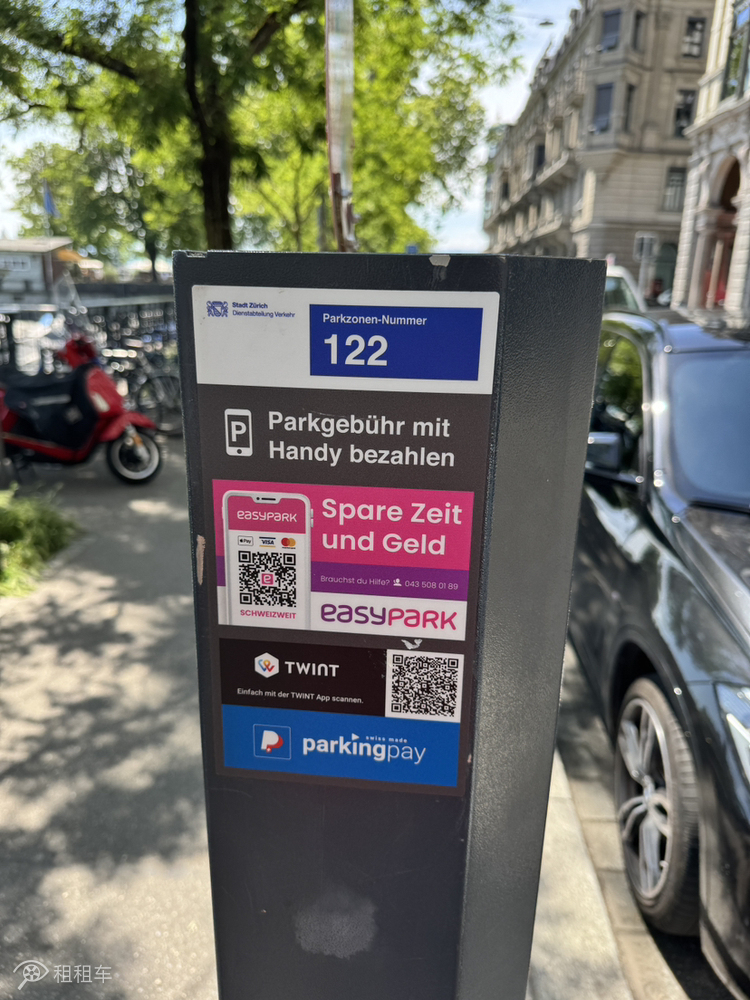 Stadt Zürich
Dienstabteilung Verkehr
Parkzonen-Nummer
122
P
Parkgebühr mit
Handy bezahlen
easypark
Pay VISA
SCHWEIZWEIT
Spare Zeit
und Geld
Brauchst du Hilfe? 043 508 01 89
easypark
TWINT
Einfach mit der TWINT App scannen.
swiss made
parkingpay
租租车